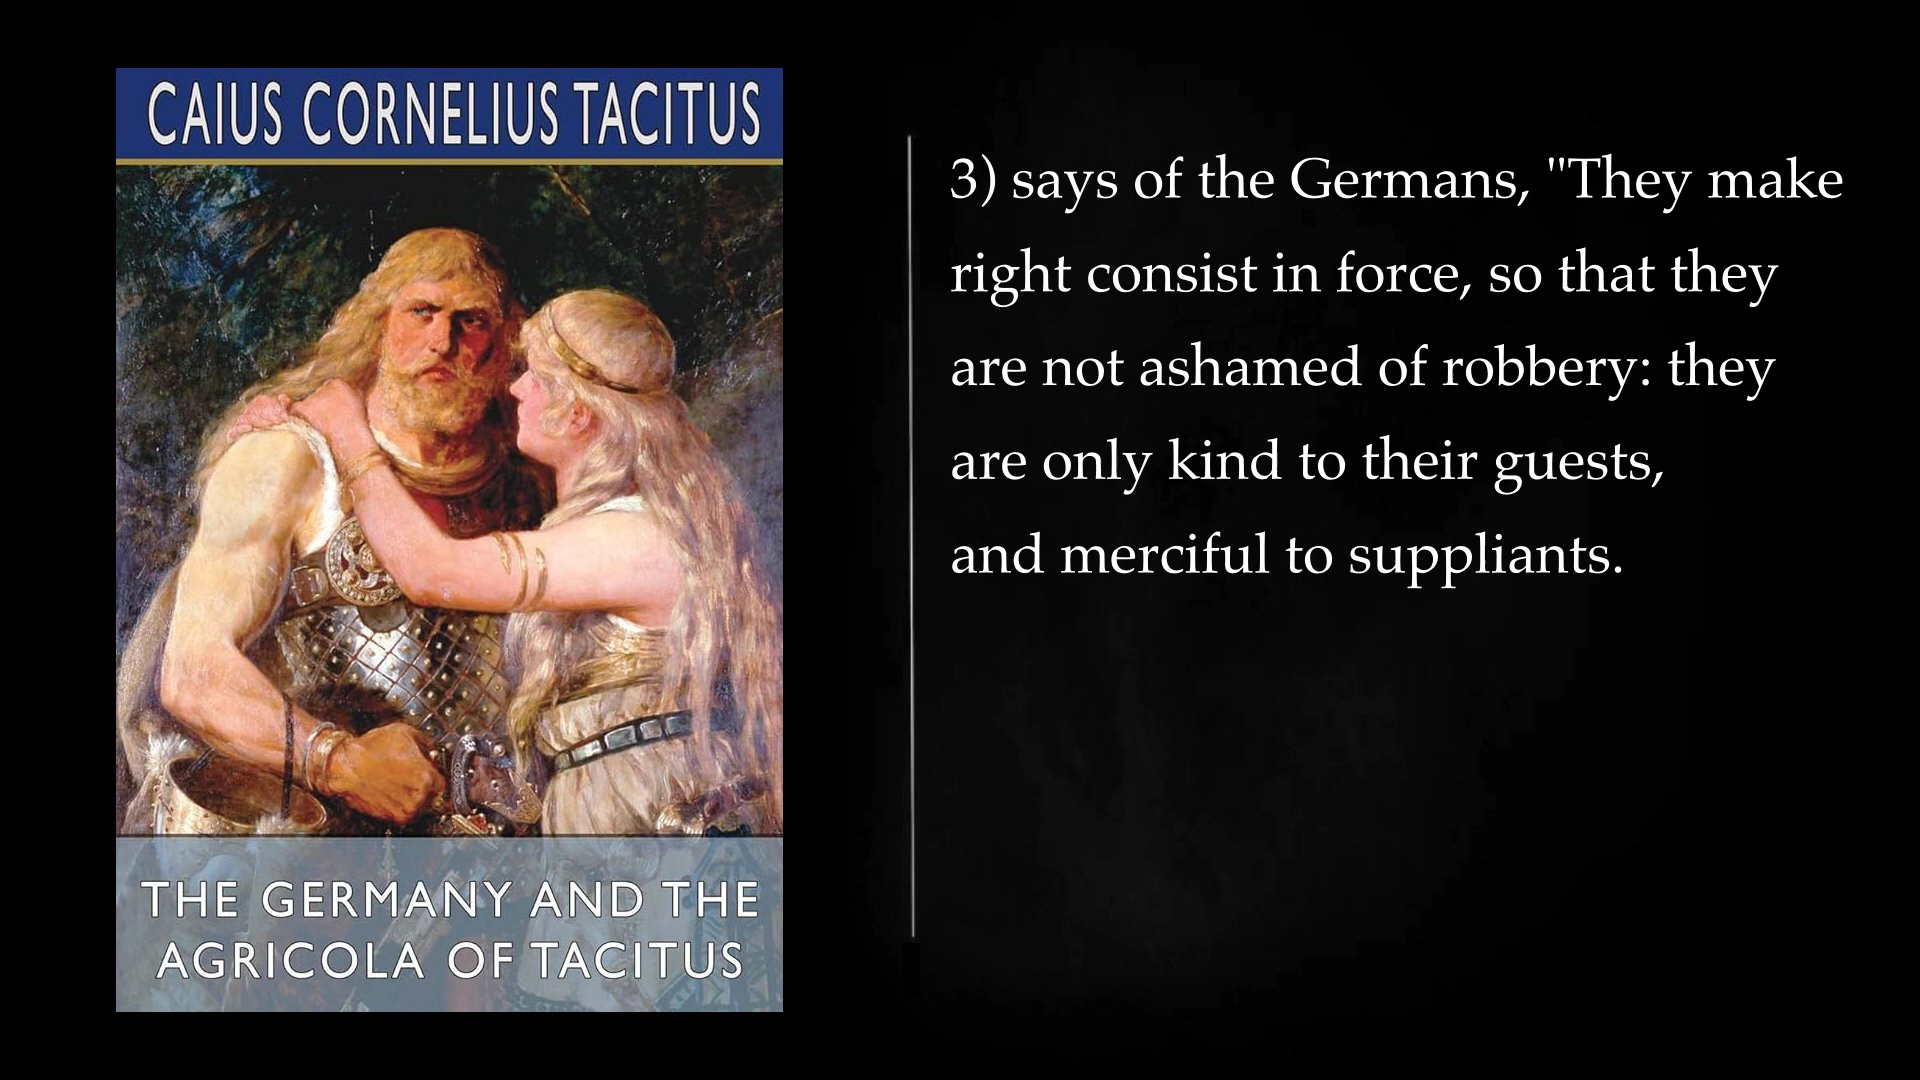 CAIUS CORNELIUS TACITUS
THE GERMANY AND THE
AGRICOLA OF TACITUS
3) says of the Germans, "They make
right consist in force, so that they
are not ashamed of robbery: they
are only kind to their guests,
and merciful to suppliants.